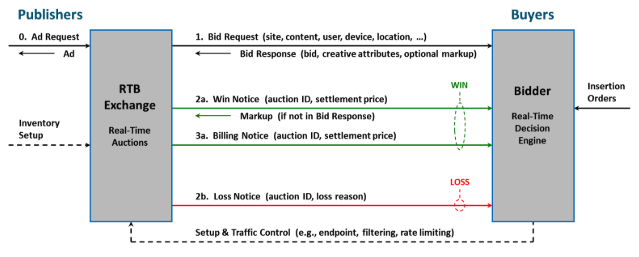 Publishers
Buyers
0. Ad Request
Ad
1. Bid Request (site, content, user, device, location, …)
Bid Response (bid, creative attributes, optional markup)
RTB
Exchange
Real-Time
Auctions
WIN
2a. Win Notice (auction ID, settlement price)
Markup (if not in Bid Response)
3a. Billing Notice (auction ID, settlement price)
Bidder
Real-Time
Decision
Engine
Insertion
Orders
Inventory
Setup
LOSS
2b. Loss Notice (auction ID, loss reason)
Setup & Traffic Control (e.g., endpoint, filtering, rate limiting)